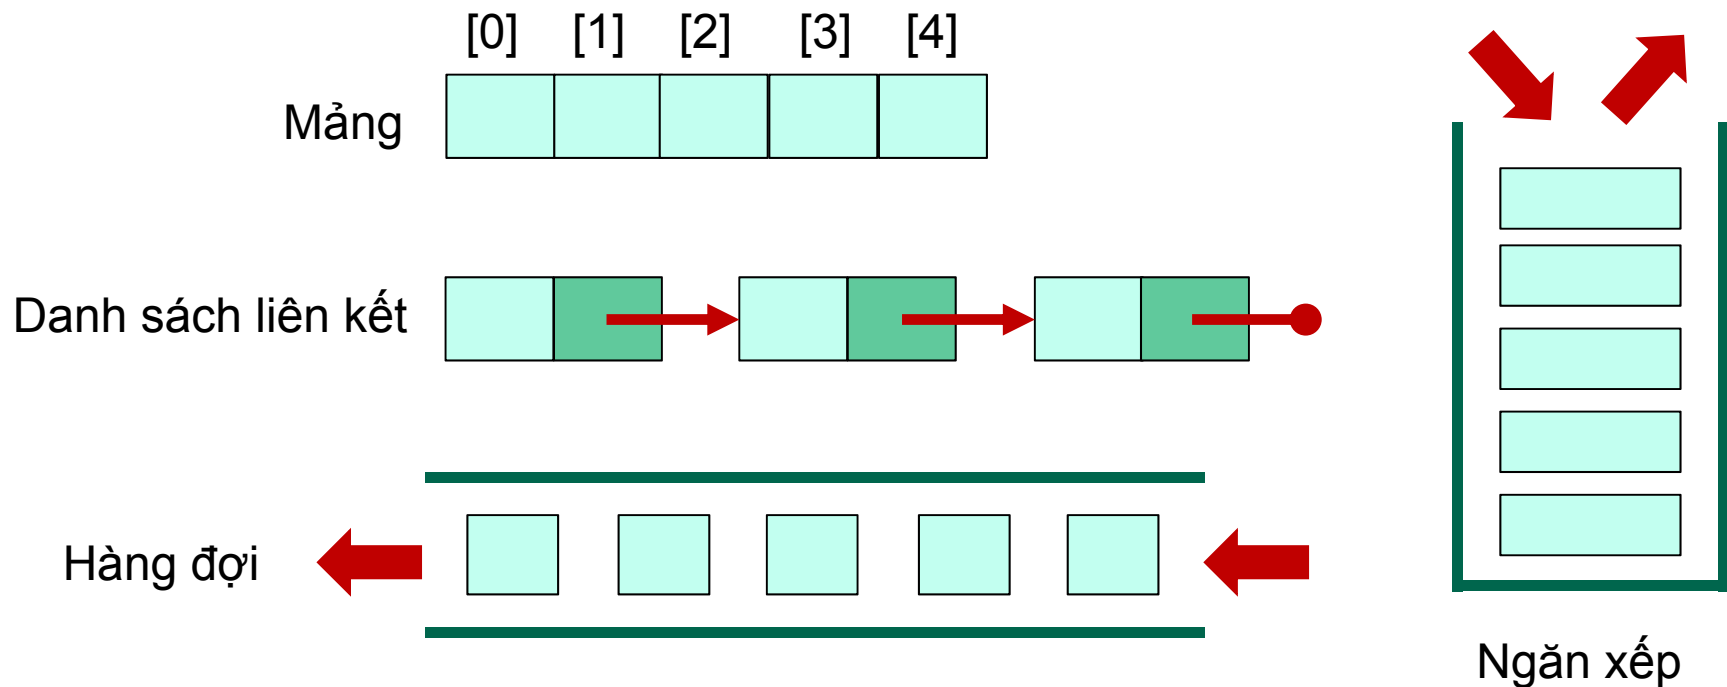 [0] [1] [2] [3] [4]
Mảng
Danh sách liên kết
Hàng đợi
Ngăn xếp